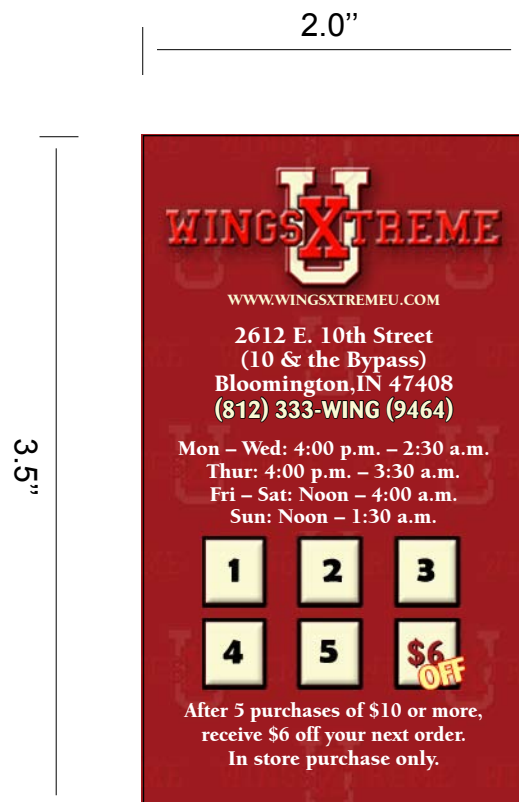 2.0”
3.5”
U
WINGSXTREME
WWW.WINGSXTREMEU.COM
2612 E. 10th Street
(10 & the Bypass)
Bloomington,IN 47408
(812) 333-WING (9464)
Mon – Wed: 4:00 p.m. – 2:30 a.m.
Thur: 4:00 p.m. – 3:30 a.m.
Fri – Sat: Noon – 4:00 a.m.
Sun: Noon – 1:30 a.m.
1 2 3
4 5 $6 OFF
After 5 purchases of $10 or more,
receive $6 off your next order.
In store purchase only.